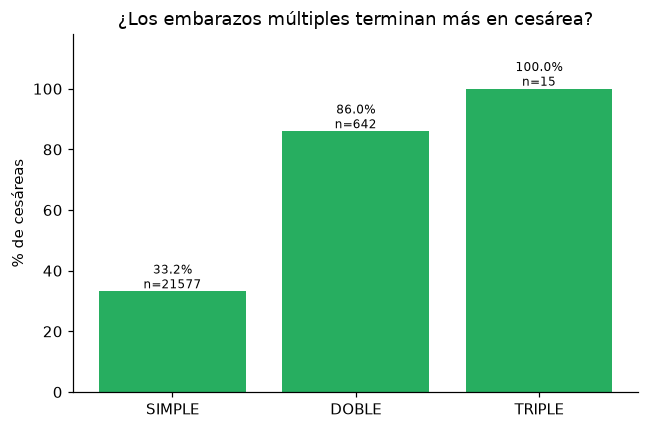 ¿Los embarazos múltiples terminan más en cesárea?
% de cesáreas
100
80
60
40
20
0
33.2%
n=21577
86.0%
n=642
100.0%
n=15
SIMPLE
DOBLE
TRIPLE